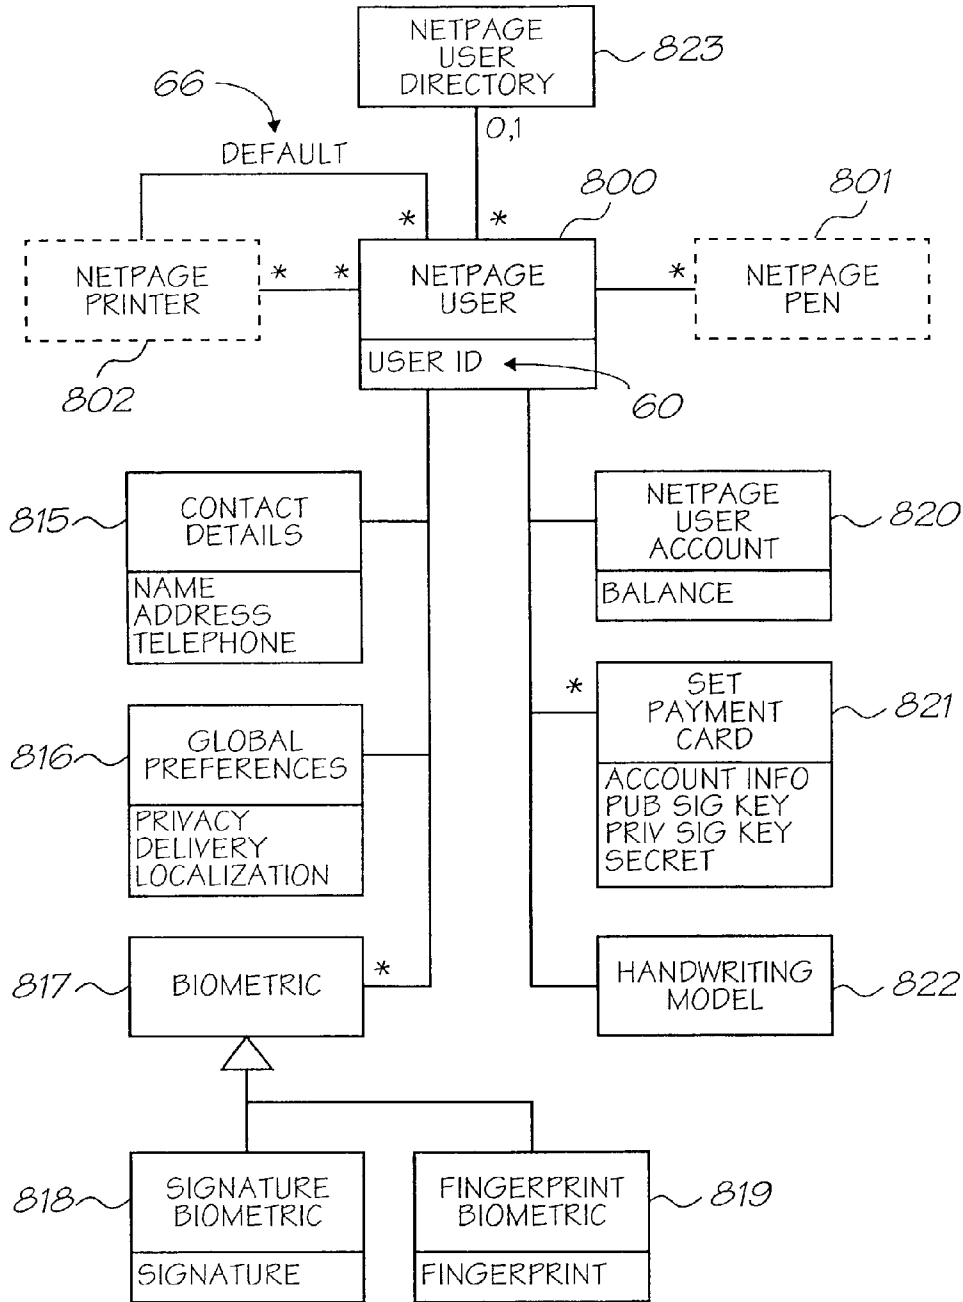 NETPAGE
USER
DIRECTORY
823
66
0,1
DEFAULT
800
801
*
*
NETPAGE
PRINTER
*
*
NETPAGE
USER
*
NETPAGE
PEN
USER ID
802
60
815
CONTACT
DETAILS
NAME
ADDRESS
TELEPHONE
NETPAGE
USER
ACCOUNT
820
BALANCE
*
SET
PAYMENT
CARD
821
ACCOUNT INFO
PUB SIG KEY
PRIV SIG KEY
SECRET
816
GLOBAL
PREFERENCES
PRIVACY
DELIVERY
LOCALIZATION
817
BIOMETRIC
*
HANDWRITING
MODEL
822
818
SIGNATURE
BIOMETRIC
SIGNATURE
FINGERPRINT
BIOMETRIC
819
FINGERPRINT